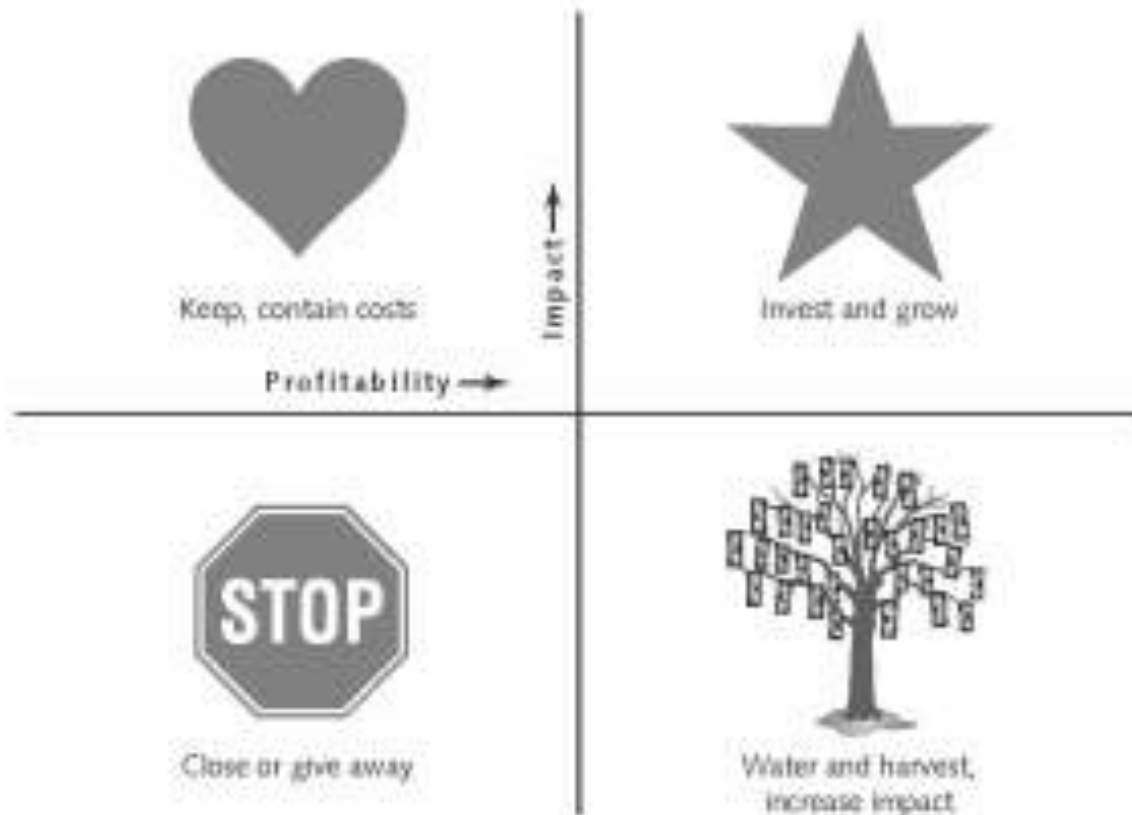 Keep, contain costs
Impact
Invest and grow
Profitability
STOP
Close or give away
Water and harvest,
increase impact